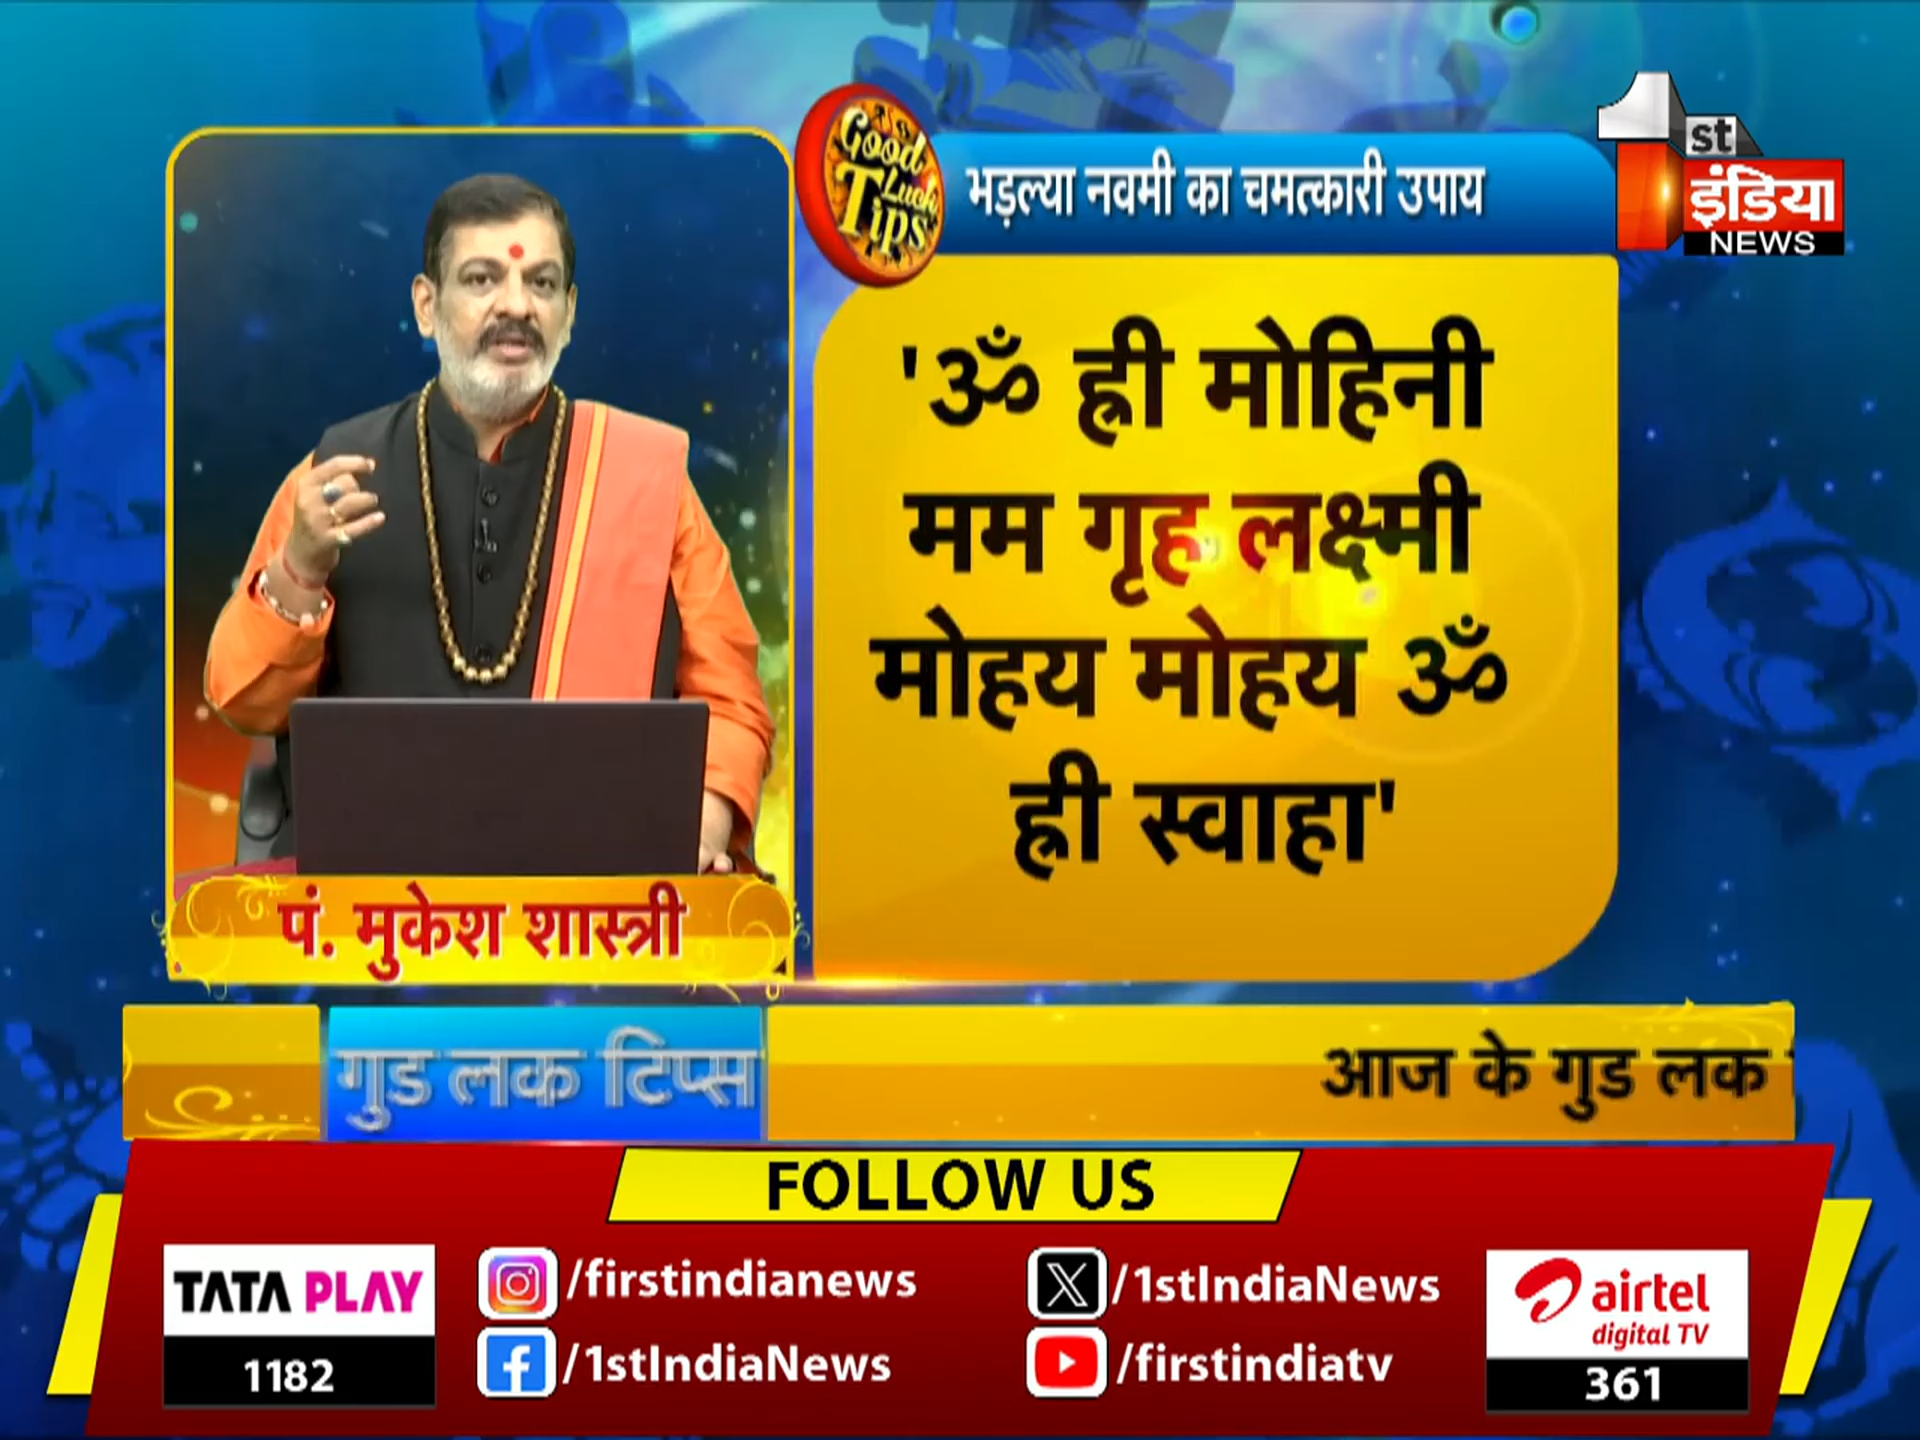 Good
Luck
Tips
भड़ल्या नवमी का चमत्कारी उपाय
1st
इंडिया
NEWS
'ॐ ह्री मोहिनी
मम गृह लक्ष्मी
मोहय मोहय ॐ
ह्री स्वाहा'
पं. मुकेश शास्त्री
गुड लक टिप्स
आज के गुड लक
FOLLOW US
TATA PLAY
1182
/firstindianews
/1stIndiaNews
/1stIndiaNews
/firstindiatv
airtel
digital TV
361